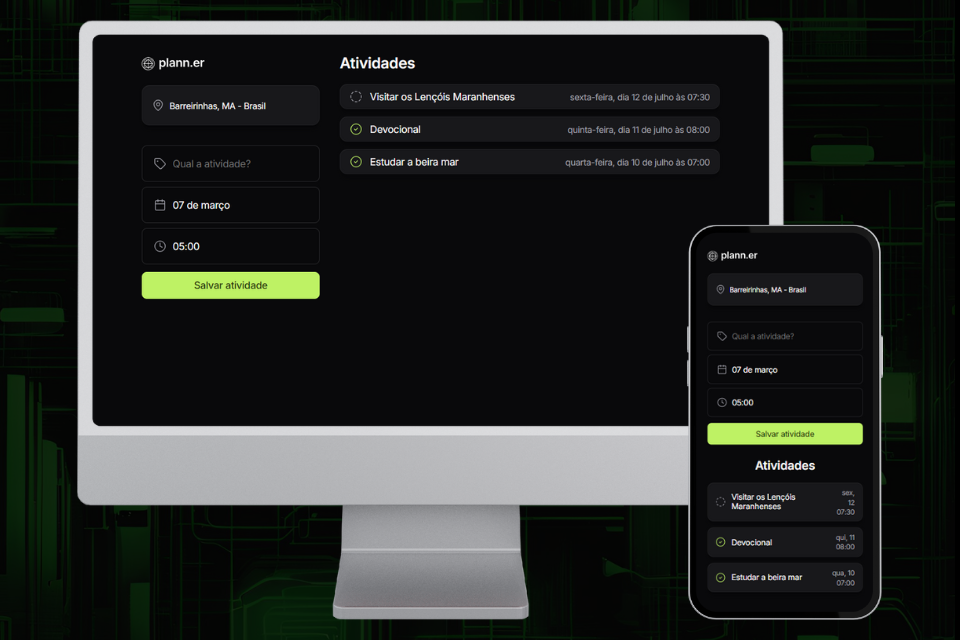 plann.er
Barreirinhas, MA - Brasil
Qual a atividade?
07 de março
05:00
Salvar atividade
Atividades
Visitar os Lençóis Maranhenses
sexta-feira, dia 12 de julho às 07:30
Devocional
quinta-feira, dia 11 de julho às 08:00
Estudar a beira mar
quarta-feira, dia 10 de julho às 07:00
plann.er
Barreirinhas, MA - Brasil
Qual a atividade?
07 de março
05:00
Salvar atividade
Atividades
Visitar os Lençóis
Maranhenses
sex,
12
07:30
Devocional
qui, 11
08:00
Estudar a beira mar
qua, 10
07:00